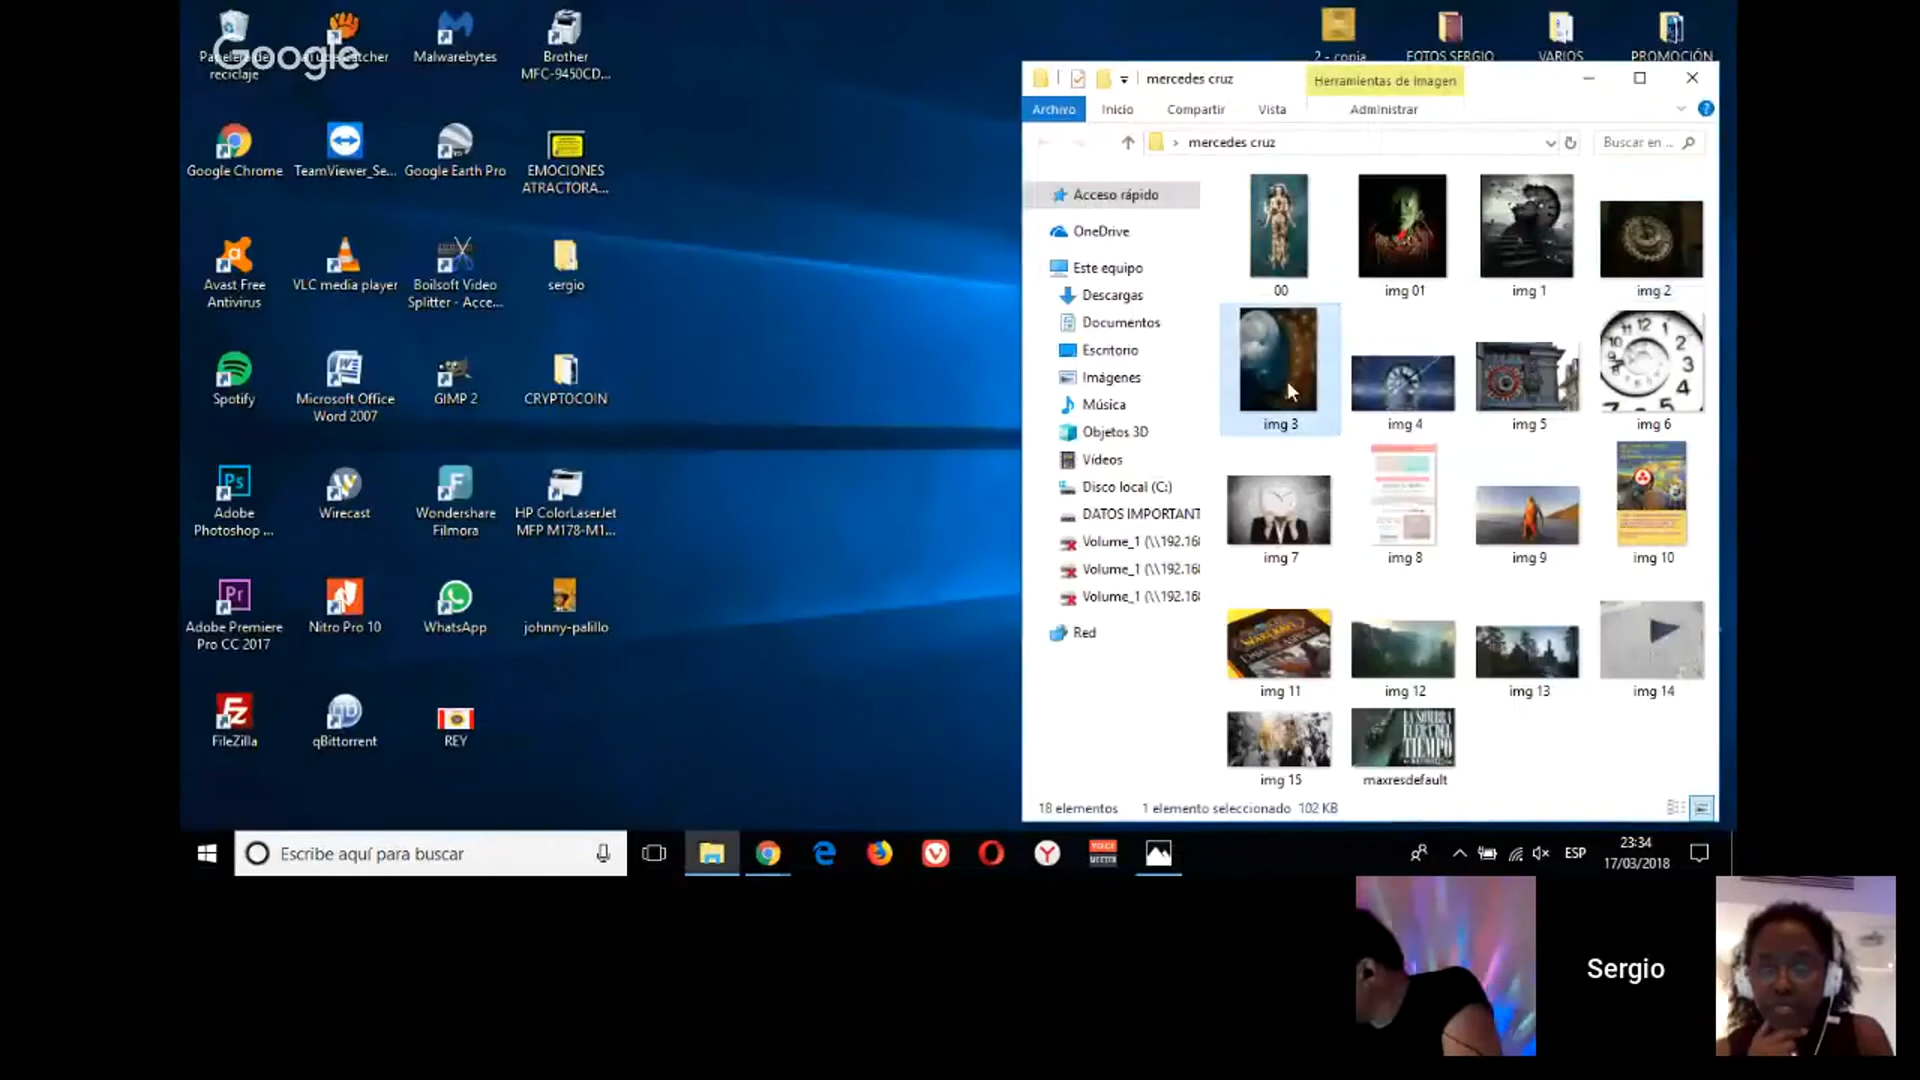 Google
Papelera de
reciclaje
Malwarebytes
Brother
MFC-9450CD...
2 - copia
FOTOS SERGIO
VARIOS
PROMOCIÓN
Google Chrome
TeamViewer_Se...
Google Earth Pro
EMOCIONES
ATRACTORA...
Avast Free
Antivirus
VLC media player
Boilsoft Video
Splitter - Acce...
sergio
Spotify
Microsoft Office
Word 2007
GIMP 2
CRYPTOCOIN
Adobe
Photoshop ...
Wirecast
Wondershare
Filmora
HP ColorLaserJet
MFP M178-M1...
Adobe Premiere
Pro CC 2017
Nitro Pro 10
WhatsApp
johnny-palillo
FileZilla
qBittorrent
REY
mercedes cruz
Herramientas de imagen
Archivo
Inicio
Compartir
Vista
Administrar
mercedes cruz
Buscar en ...
Acceso rápido
OneDrive
Este equipo
Descargas
Documentos
Escritorio
Imágenes
Música
Objetos 3D
Vídeos
Disco local (C:)
DATOS IMPORTANT
Volume_1 (\\192.16
Volume_1 (\\192.16
Volume_1 (\\192.16
Red
00
img 01
img 1
img 2
img 3
img 4
img 5
img 6
img 7
img 8
img 9
img 10
img 11
img 12
img 13
img 14
img 15
LA SOMBRA
FUERA DEL
TIEMPO
maxresdefault
18 elementos
1 elemento seleccionado 102 KB
Escribe aquí para buscar
VOICE
MEETER
ESP
23:34
17/03/2018
Sergio